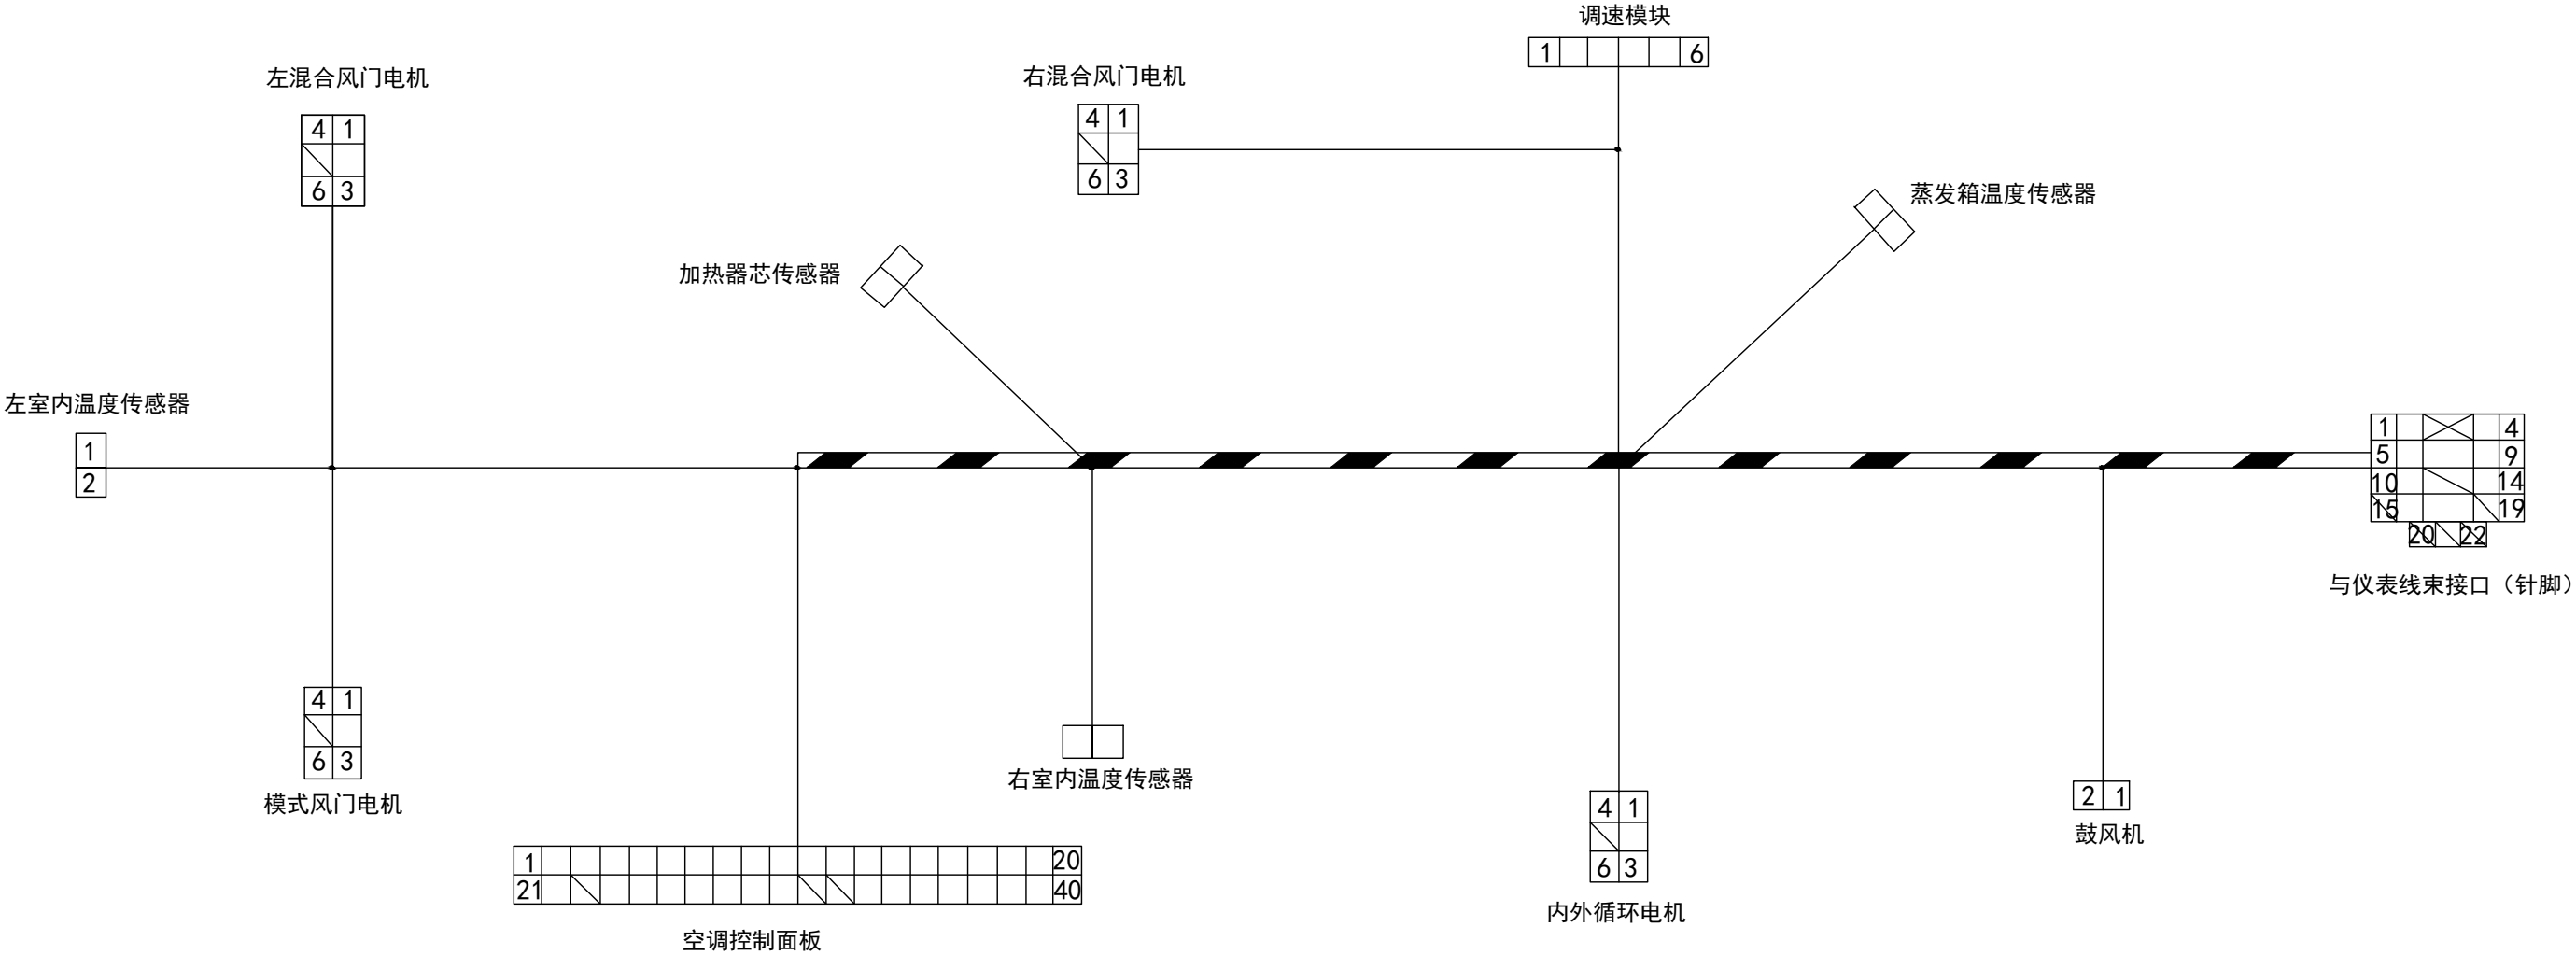 调速模块
1 6
左混合风门电机
4 1
6 3
右混合风门电机
4 1
6 3
蒸发箱温度传感器
加热器芯传感器
左室内温度传感器
1
2
1 4
5 9
10 14
15 19
20 22
与仪表线束接口（针脚）
4 1
6 3
模式风门电机
右室内温度传感器
4 1
6 3
内外循环电机
2 1
鼓风机
1 20
21 40
空调控制面板